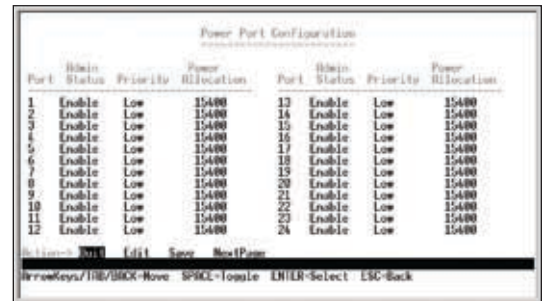 Power Port Configuration
Admin Power Admin Power
Port Status Priority Allocation Port Status Priority Allocation
1 Enable Low 15400 13 Enable Low 15400
2 Enable Low 15400 14 Enable Low 15400
3 Enable Low 15400 15 Enable Low 15400
4 Enable Low 15400 16 Enable Low 15400
5 Enable Low 15400 17 Enable Low 15400
6 Enable Low 15400 18 Enable Low 15400
7 Enable Low 15400 19 Enable Low 15400
8 Enable Low 15400 20 Enable Low 15400
9 Enable Low 15400 21 Enable Low 15400
10 Enable Low 15400 22 Enable Low 15400
11 Enable Low 15400 23 Enable Low 15400
12 Enable Low 15400 24 Enable Low 15400
Action-> Quit Edit Save NextPage
ArrowKeys/TAB/BACK-Move SPACE-Toggle ENTER-Select ESC-Back